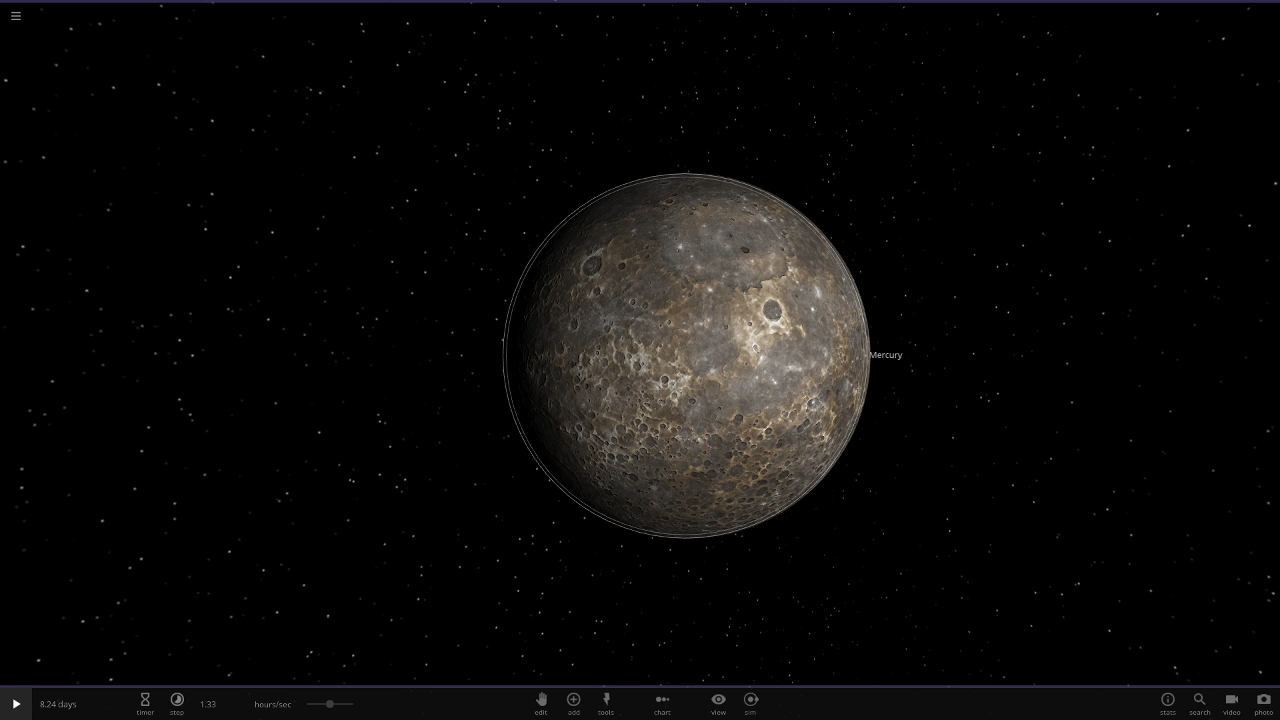 Mercury
8.24 days
timer
step
1.33
hours/sec
edit
add
tools
chart
view
sim
stats
search
video
photo